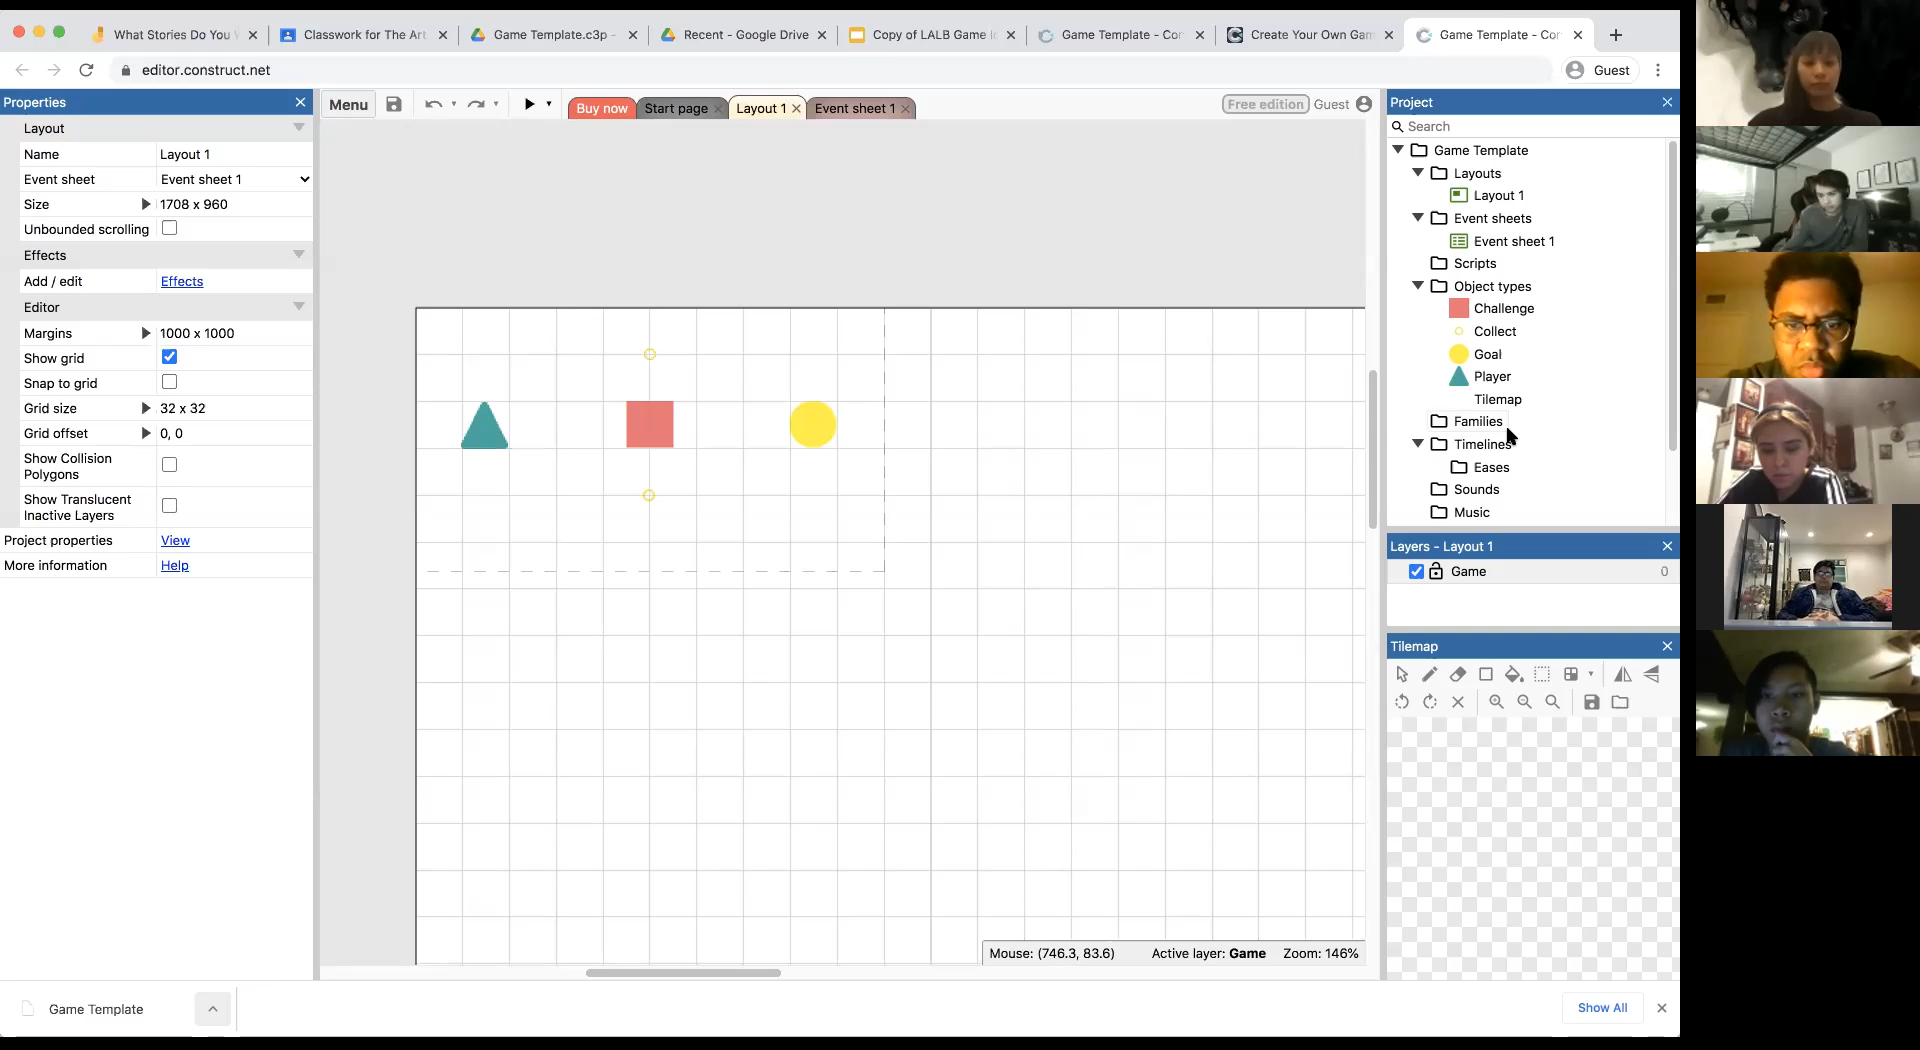 What Stories Do You
Classwork for The Art
Game Template.c3p -
Recent - Google Drive
Copy of LALB Game
Game Template - Con
Create Your Own Gam
Game Template - Con
editor.construct.net
Guest
Properties
Layout
Name Layout 1
Event sheet Event sheet 1
Size 1708 x 960
Unbounded scrolling
Effects
Add / edit Effects
Editor
Margins 1000 x 1000
Show grid
Snap to grid
Grid size 32 x 32
Grid offset 0, 0
Show Collision
Polygons
Show Translucent
Inactive Layers
Project properties View
More information Help
Menu
Buy now
Start page
Layout 1
Event sheet 1
Free edition Guest
Mouse: (746.3, 83.6) Active layer: Game Zoom: 146%
Project
Search
Game Template
Layouts
Layout 1
Event sheets
Event sheet 1
Scripts
Object types
Challenge
Collect
Goal
Player
Tilemap
Families
Timelines
Eases
Sounds
Music
Layers - Layout 1
Game 0
Tilemap
Game Template
Show All